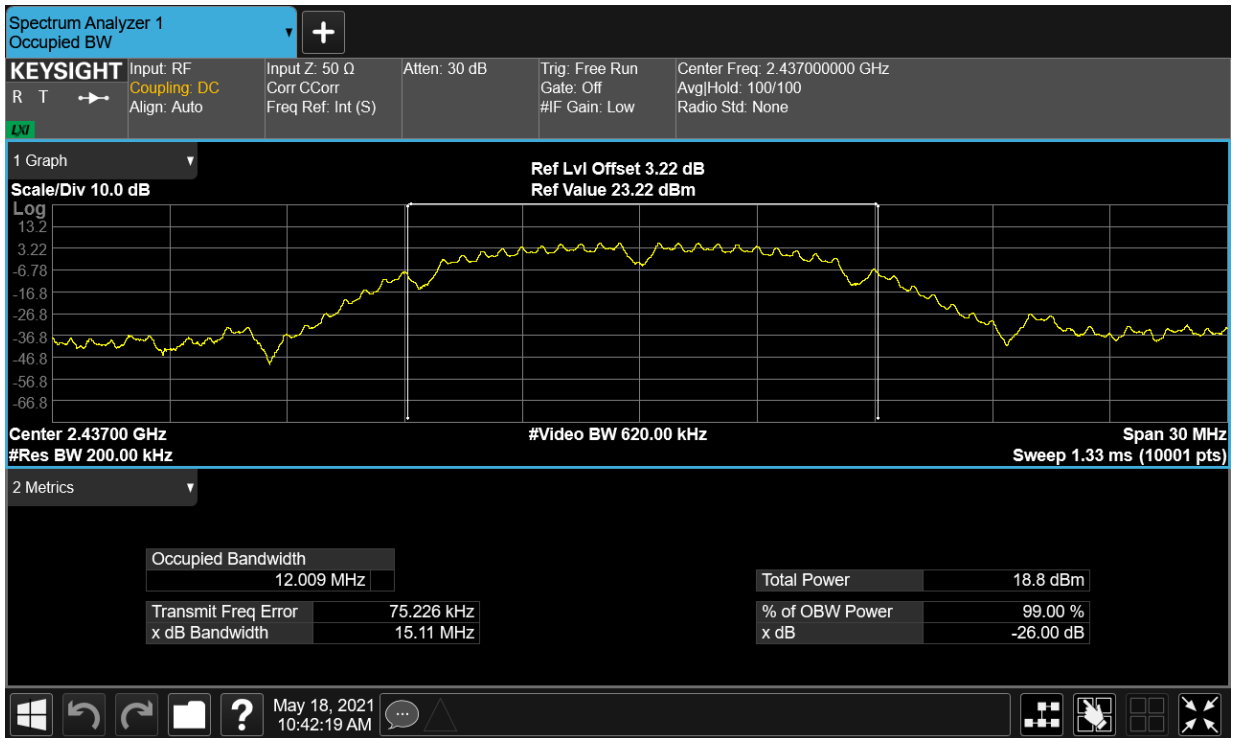 Spectrum Analyzer 1
Occupied BW
KEYSIGHT
R T
LXI
Input: RF
Coupling: DC
Align: Auto
Input Z: 50 Ω
Corr CCorr
Freq Ref: Int (S)
Atten: 30 dB
Trig: Free Run
Gate: Off
#IF Gain: Low
Center Freq: 2.437000000 GHz
Avg|Hold: 100/100
Radio Std: None
1 Graph
Scale/Div 10.0 dB
Ref Lvl Offset 3.22 dB
Ref Value 23.22 dBm
Log
13.2
3.22
-6.78
-16.8
-26.8
-36.8
-46.8
-56.8
-66.8
Center 2.43700 GHz
#Video BW 620.00 kHz
Span 30 MHz
#Res BW 200.00 kHz
Sweep 1.33 ms (10001 pts)
2 Metrics
Occupied Bandwidth
12.009 MHz
Transmit Freq Error 75.226 kHz
x dB Bandwidth 15.11 MHz
Total Power 18.8 dBm
% of OBW Power 99.00 %
x dB -26.00 dB
?
May 18, 2021
10:42:19 AM